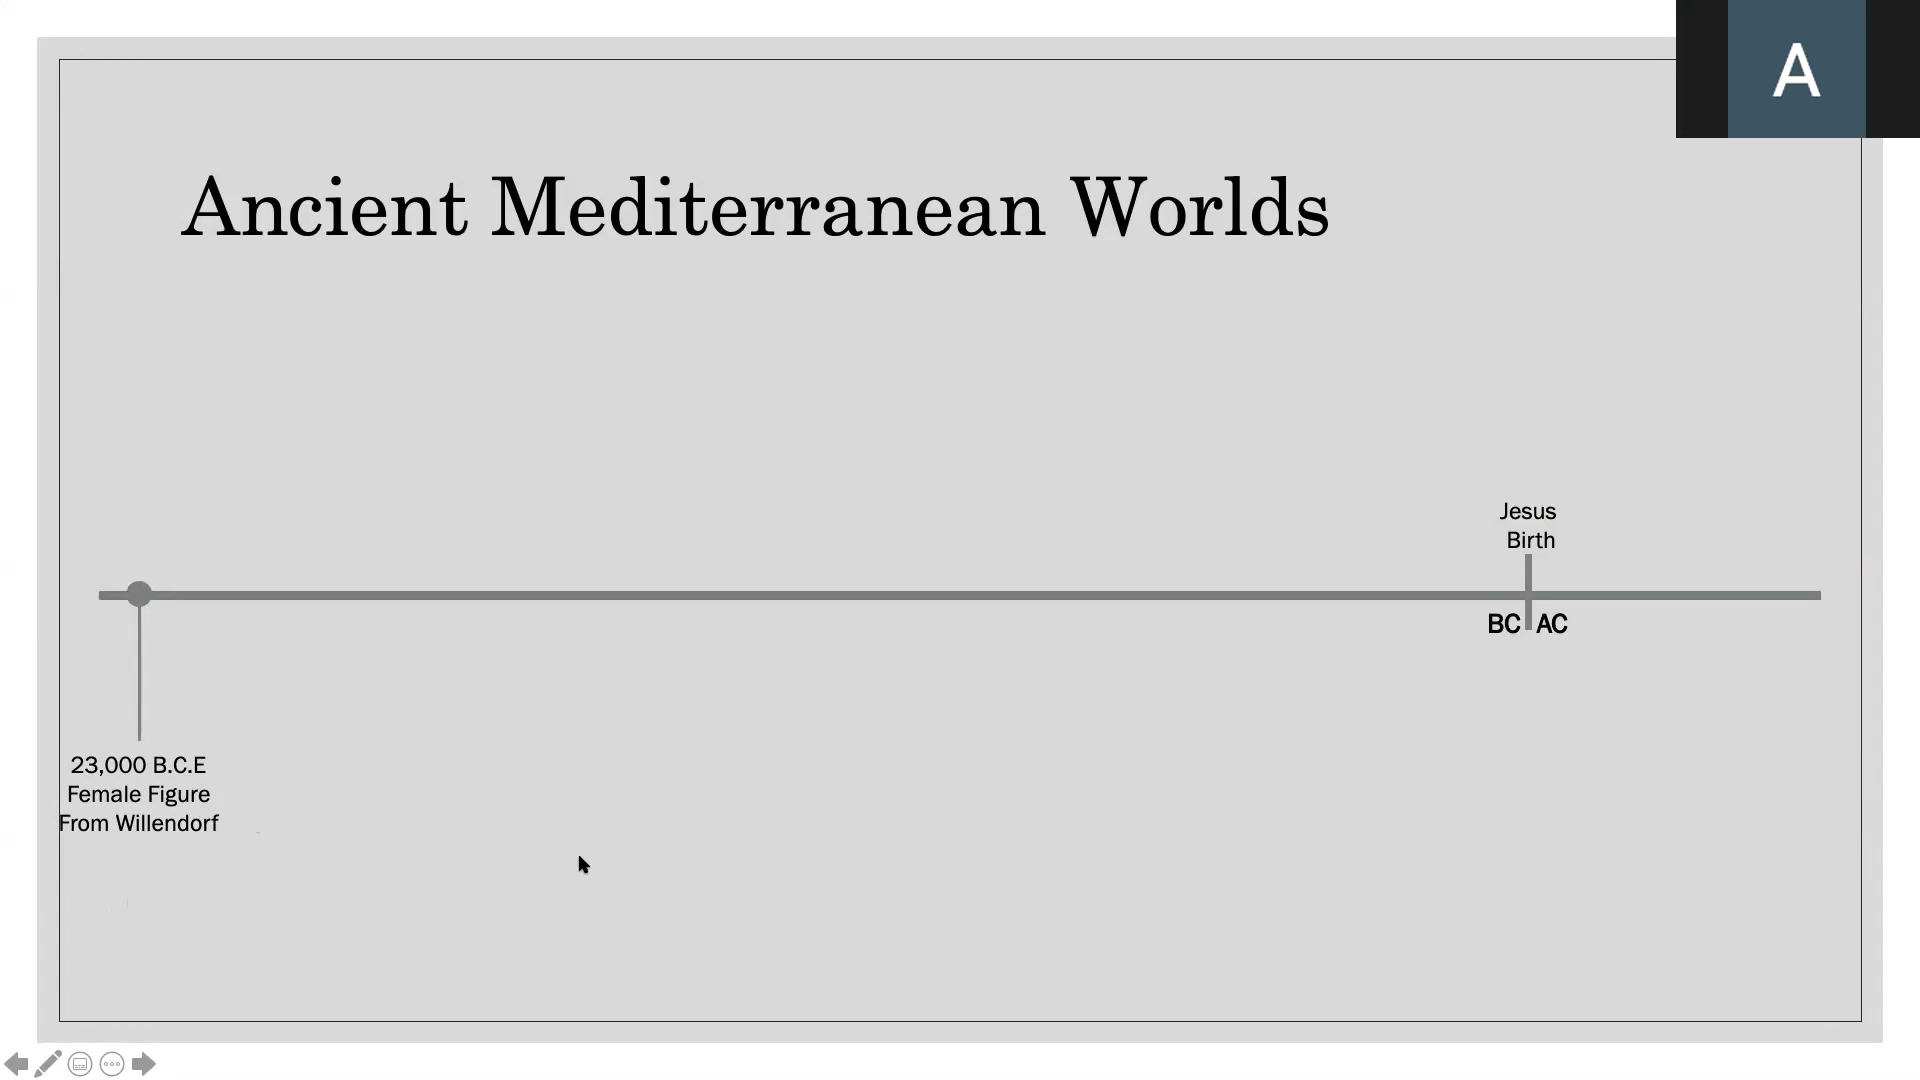 A
Ancient Mediterranean Worlds
Jesus
Birth
BC AC
23,000 B.C.E
Female Figure
From Willendorf